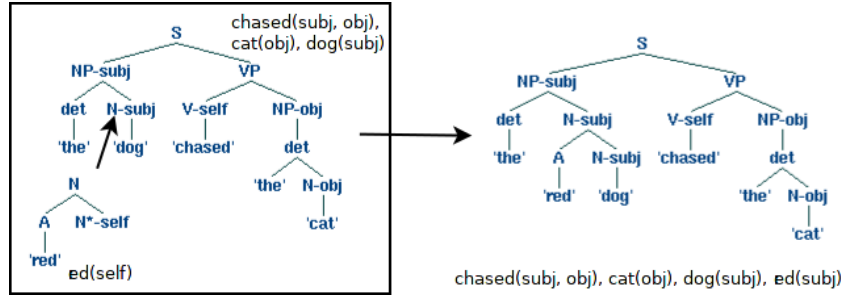 chased(subj, obj),
cat(obj), dog(subj)
S
NP-subj VP
det N-subj V-self NP-obj
'the' 'dog' 'chased' det
'the' N-obj
'cat'
N
A N*-self
'red'
ed(self)
S
NP-subj VP
det N-subj V-self NP-obj
'the' A N-subj 'chased' det
'red' 'dog' 'the' N-obj
'cat'
chased(subj, obj), cat(obj), dog(subj), ed(subj)